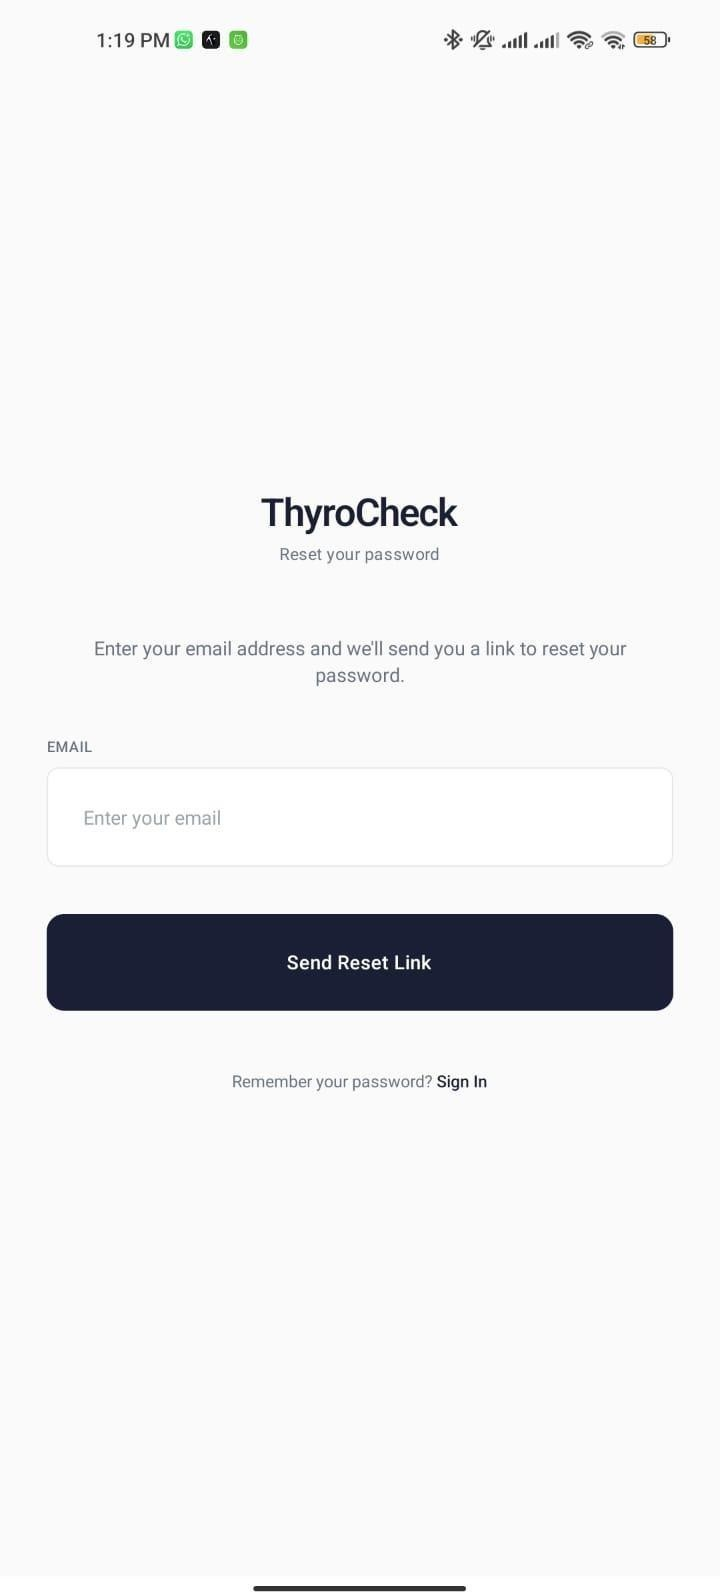 1:19 PM
58
ThyroCheck
Reset your password
Enter your email address and we'll send you a link to reset your
password.
EMAIL
Enter your email
Send Reset Link
Remember your password? Sign In